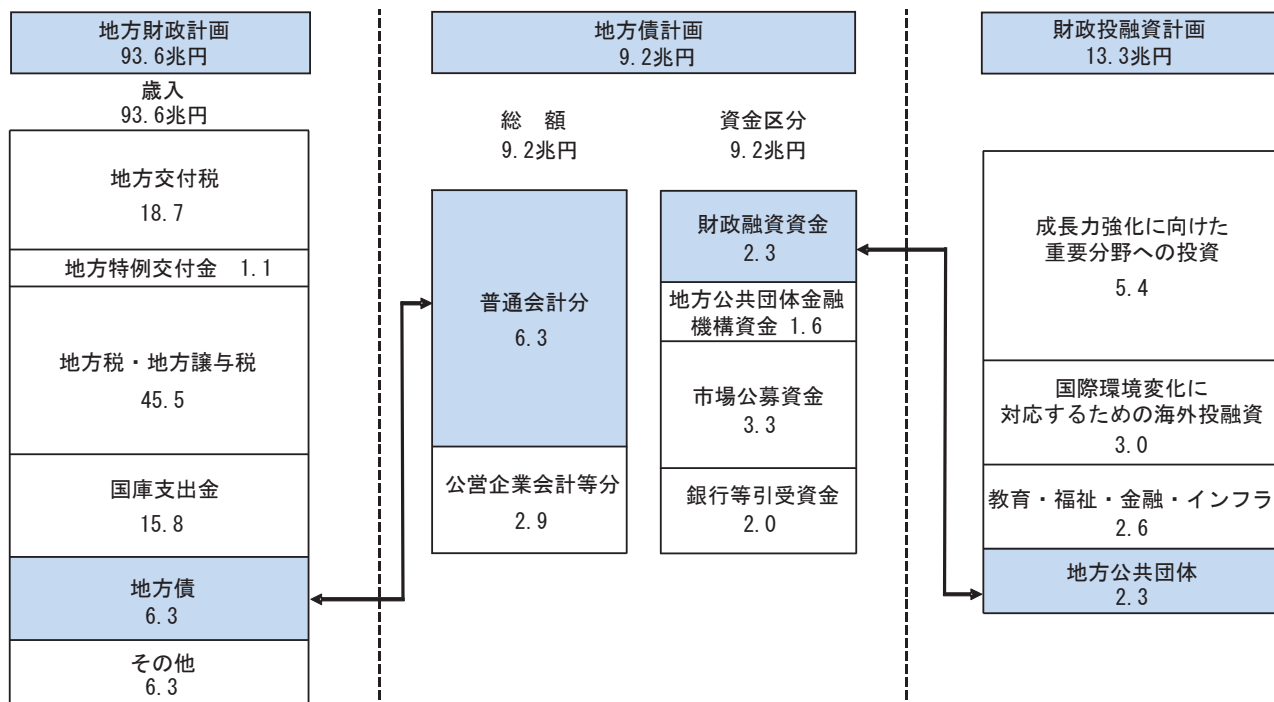 地方財政計画
93.6兆円
歳入
93.6兆円
地方交付税
18.7
地方特例交付金 1.1
地方税・地方譲与税
45.5
国庫支出金
15.8
地方債
6.3
その他
6.3
地方債計画
9.2兆円
総 額
9.2兆円
普通会計分
6.3
公営企業会計等分
2.9
資金区分
9.2兆円
財政融資資金
2.3
地方公共団体金融
機構資金 1.6
市場公募資金
3.3
銀行等引受資金
2.0
財政投融資計画
13.3兆円
成長力強化に向けた
重要分野への投資
5.4
国際環境変化に
対応するための海外投融資
3.0
教育・福祉・金融・インフラ
2.6
地方公共団体
2.3